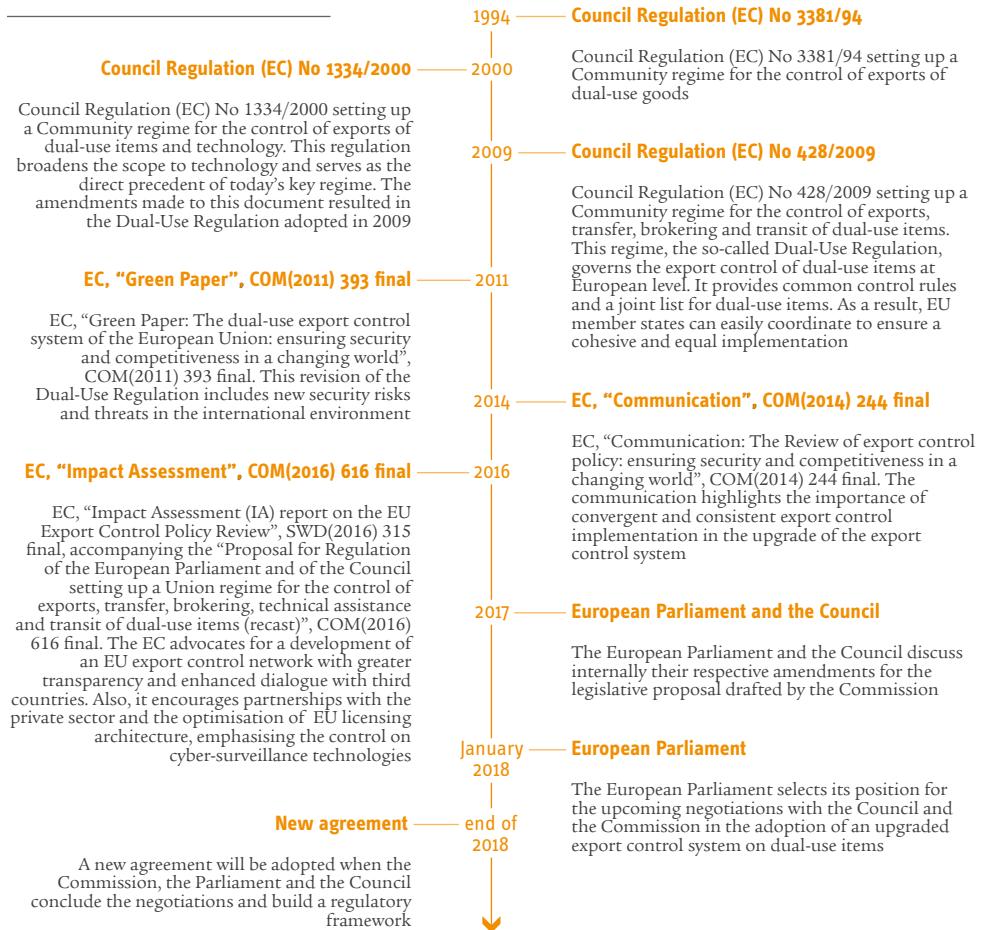 1994
Council Regulation (EC) No 3381/94
Council Regulation (EC) No 3381/94 setting up a
Community regime for the control of exports of
dual-use goods
Council Regulation (EC) No 1334/2000
2000
Council Regulation (EC) No 1334/2000 setting up
a Community regime for the control of exports of
dual-use items and technology. This regulation
broadens the scope to technology and serves as the
direct precedent of today's key regime. The
amendments made to this document resulted in
the Dual-Use Regulation adopted in 2009
2009
Council Regulation (EC) No 428/2009
Council Regulation (EC) No 428/2009 setting up a
Community regime for the control of exports,
transfer, brokering and transit of dual-use items.
This regime, the so-called Dual-Use Regulation,
governs the export control of dual-use items at
European level. It provides common control rules
and a joint list for dual-use items. As a result, EU
member states can easily coordinate to ensure a
cohesive and equal implementation
EC, “Green Paper”, COM(2011) 393 final
2011
EC, “Green Paper: The dual-use export control
system of the European Union: ensuring security
and competitiveness in a changing world”,
COM(2011) 393 final. This revision of the
Dual-Use Regulation includes new security risks
and threats in the international environment
2014
EC, “Communication”, COM(2014) 244 final
EC, “Communication: The Review of export control
policy: ensuring security and competitiveness in a
changing world”, COM(2014) 244 final. The
communication highlights the importance of
convergent and consistent export control
implementation in the upgrade of the export
control system
EC, “Impact Assessment”, COM(2016) 616 final
2016
EC, “Impact Assessment (IA) report on the EU
Export Control Policy Review”, SWD(2016) 315
final, accompanying the “Proposal for Regulation
of the European Parliament and of the Council
setting up a Union regime for the control of
exports, transfer, brokering, technical assistance
and transit of dual-use items (recast)”, COM(2016)
616 final. The EC advocates for a development of
an EU export control network with greater
transparency and enhanced dialogue with third
countries. Also, it encourages partnerships with the
private sector and the optimisation of EU licensing
architecture, emphasising the control on
cyber-surveillance technologies
2017
European Parliament and the Council
The European Parliament and the Council discuss
internally their respective amendments for the
legislative proposal drafted by the Commission
January
2018
European Parliament
The European Parliament selects its position for
the upcoming negotiations with the Council and
the Commission in the adoption of an upgraded
export control system on dual-use items
New agreement
end of
2018
A new agreement will be adopted when the
Commission, the Parliament and the Council
conclude the negotiations and build a regulatory
framework